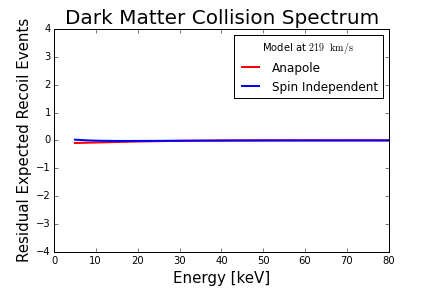 Dark Matter Collision Spectrum
Residual Expected Recoil Events
4
3
2
1
0
−1
−2
−3
−4
Model at 219 km/s
Anapole
Spin Independent
0 10 20 30 40 50 60 70 80
Energy [keV]